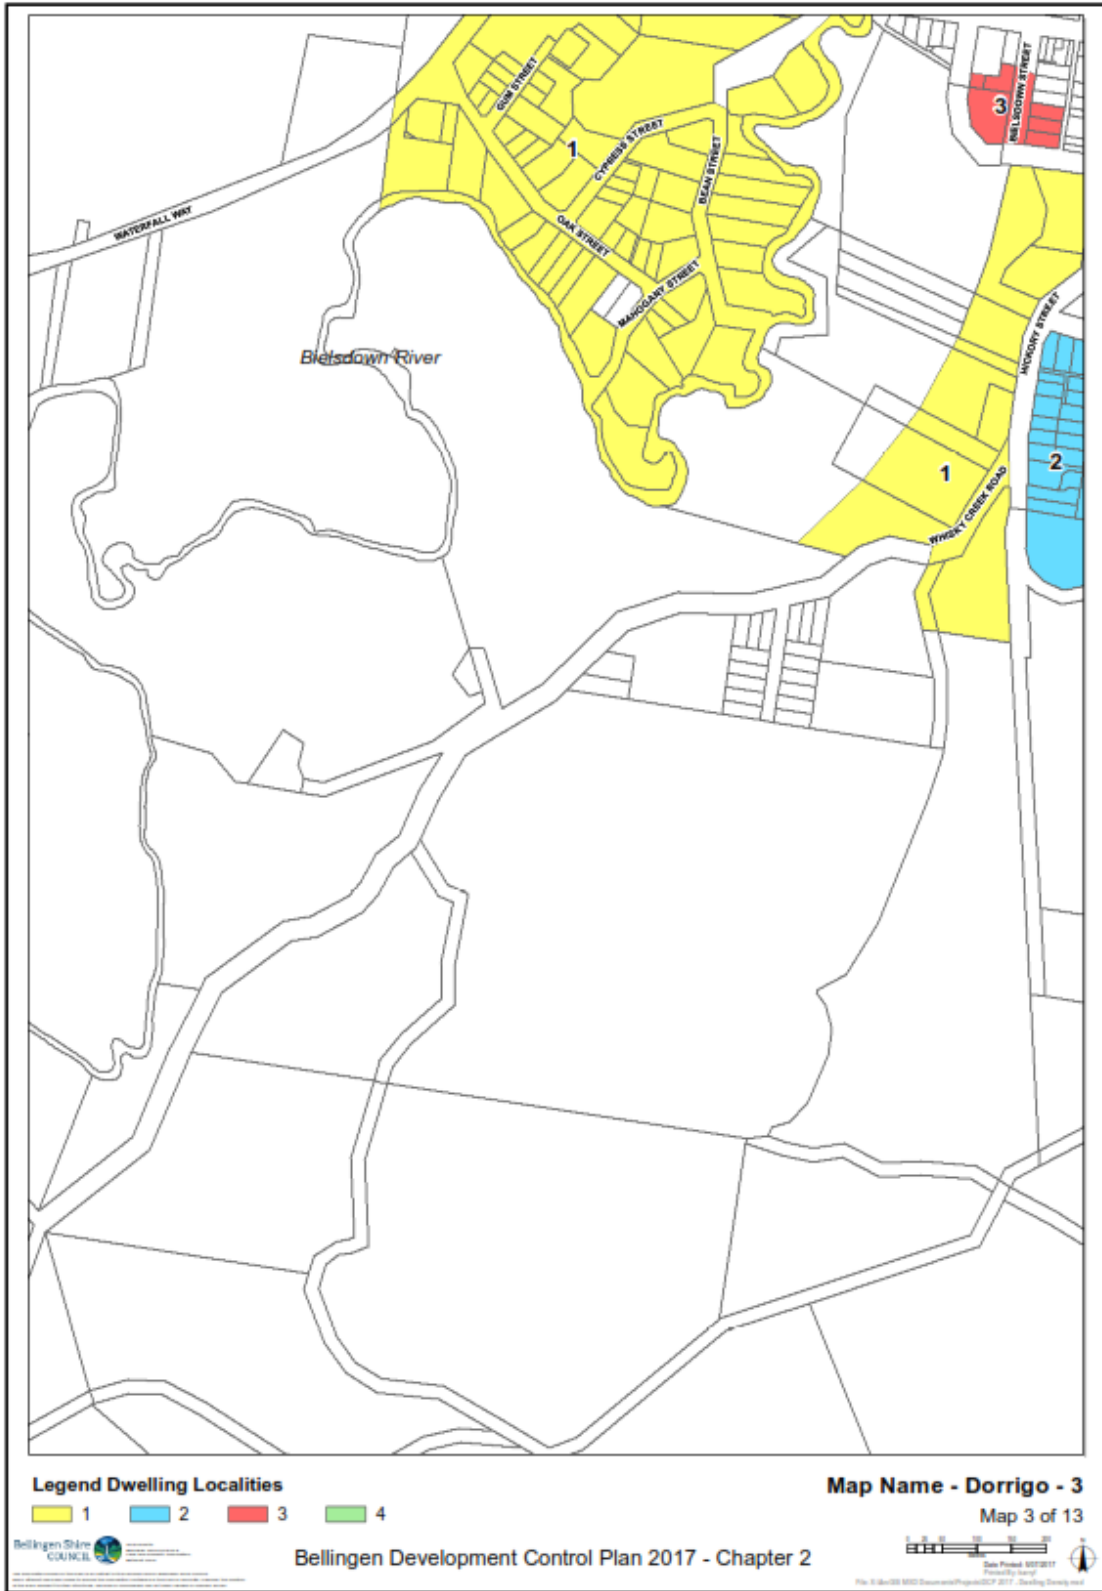 GUM STREET
3
NELSDOWN STREET
1
CYPRESS STREET
BEAN STREET
WATERFALL WAY
OAK STREET
MAHOGANY STREET
HICKORY STREET
Bielsdown River
1
2
WHISKY CREEK ROAD
Legend Dwelling Localities
1 2 3 4
Map Name - Dorrigo - 3
Map 3 of 13
Bellingen Shire
COUNCIL
Bellingen Development Control Plan 2017 - Chapter 2